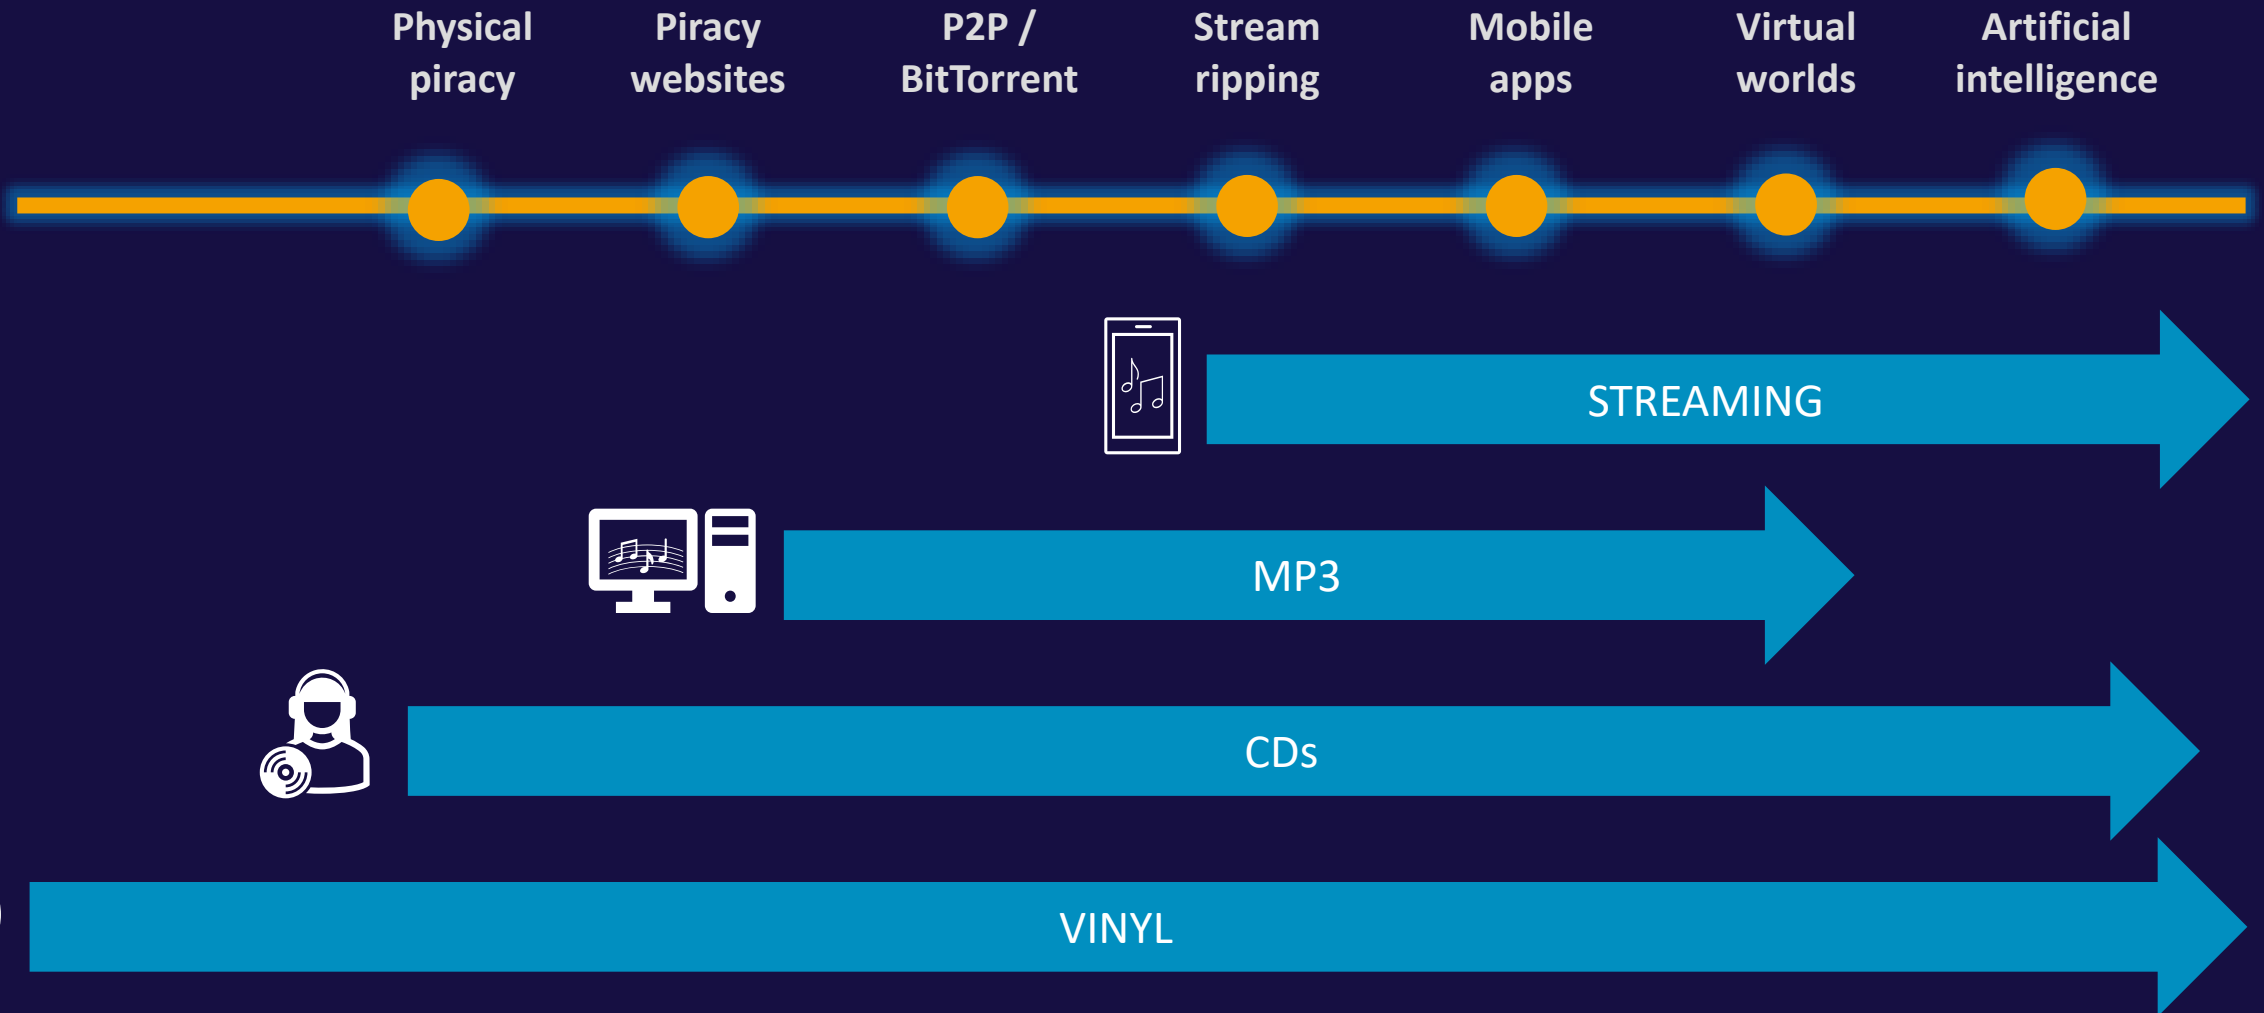 Physical
piracy
Piracy
websites
P2P /
BitTorrent
Stream
ripping
Mobile
apps
Virtual
worlds
Artificial
intelligence
STREAMING
MP3
CDs
VINYL